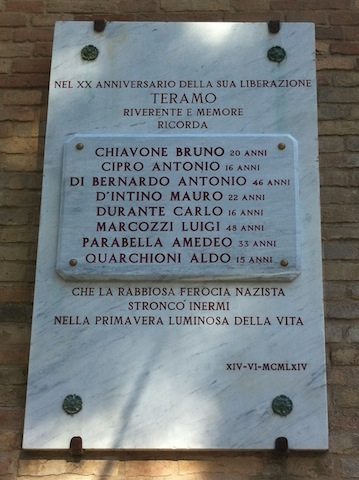 NEL XX ANNIVERSARIO DELLA SUA LIBERAZIONE
TERAMO
RIVERENTE E MEMORE
RICORDA
CHIAVONE BRUNO 20 ANNI
CIPRO ANTONIO 16 ANNI
DI BERNARDO ANTONIO 46 ANNI
D'INTINO MAURO 22 ANNI
DURANTE CARLO 16 ANNI
MARCOZZI LUIGI 48 ANNI
PARABELLA AMEDEO 33 ANNI
QUARCHIONI ALDO 15 ANNI
CHE LA RABBIOSA FEROCIA NAZISTA
STRONCO' INERMI
NELLA PRIMAVERA LUMINOSA DELLA VITA
XIV-VI-MCMLXIV